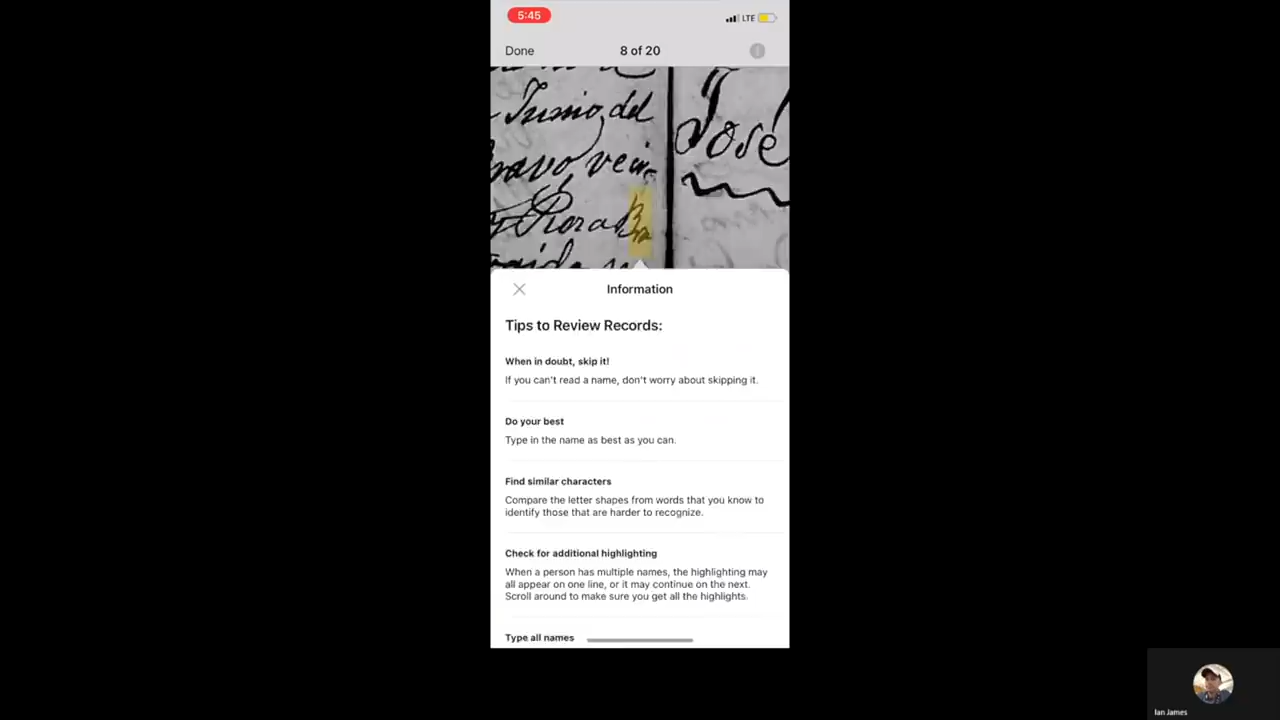 5:45 LTE
Done 8 of 20
Junio del
José
Information
Tips to Review Records:
When in doubt, skip it!
If you can't read a name, don't worry about skipping it.
Do your best
Type in the name as best as you can.
Find similar characters
Compare the letter shapes from words that you know to
identify those that are harder to recognize.
Check for additional highlighting
When a person has multiple names, the highlighting may
all appear on one line, or it may continue on the next.
Scroll around to make sure you get all the highlights.
Type all names
Ian James